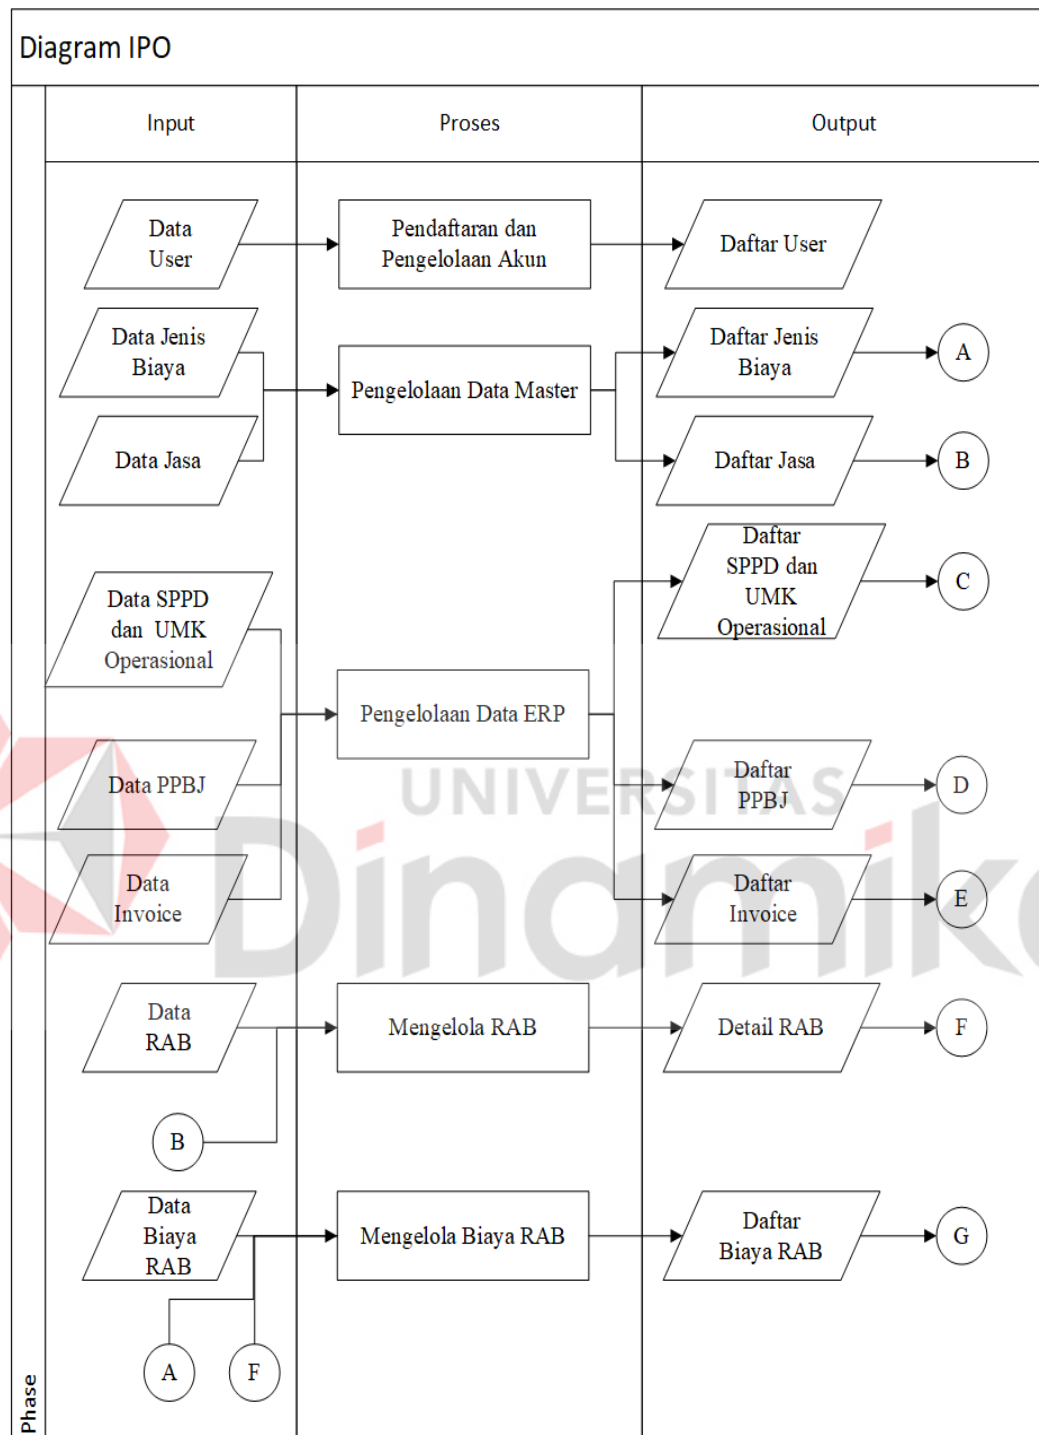 Diagram IPO
Input
Proses
Output
Data
User
Pendaftaran dan
Pengelolaan Akun
Daftar User
Data Jenis
Biaya
Pengelolaan Data Master
Daftar Jenis
Biaya
A
Data Jasa
Daftar Jasa
B
Data SPPD
dan UMK
Operasional
Pengelolaan Data ERP
Daftar
SPPD dan
UMK
Operasional
C
Data PPBJ
Daftar
PPBJ
D
Data
Invoice
Daftar
Invoice
E
UNIVERSITAS
Dinamika
Data
RAB
Mengelola RAB
Detail RAB
F
B
Data
Biaya
RAB
Mengelola Biaya RAB
Daftar
Biaya RAB
G
A
F
Phase